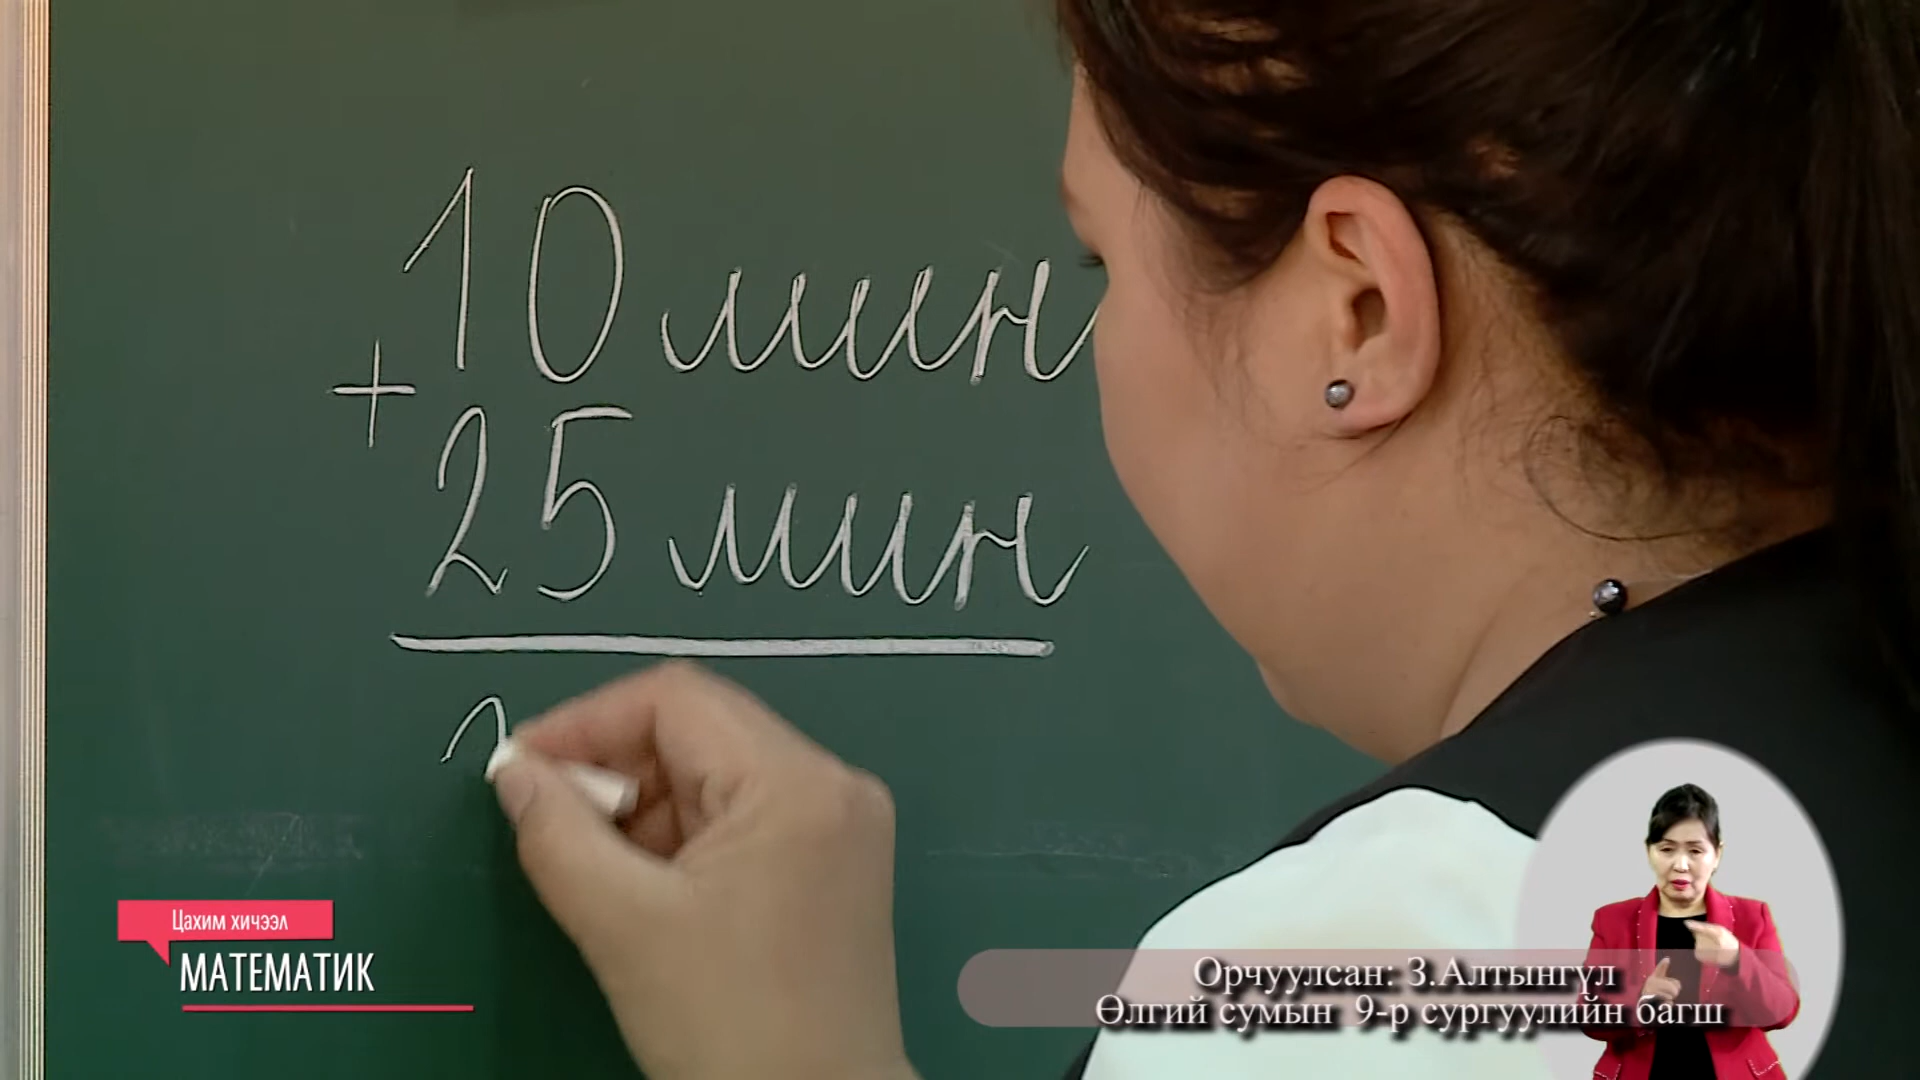 10 мин
+
25 мин
Цахим хичээл
МАТЕМАТИК
Орчуулсан: З.Алтынгүл
Өлгий сумын 9-р сургуулийн багш